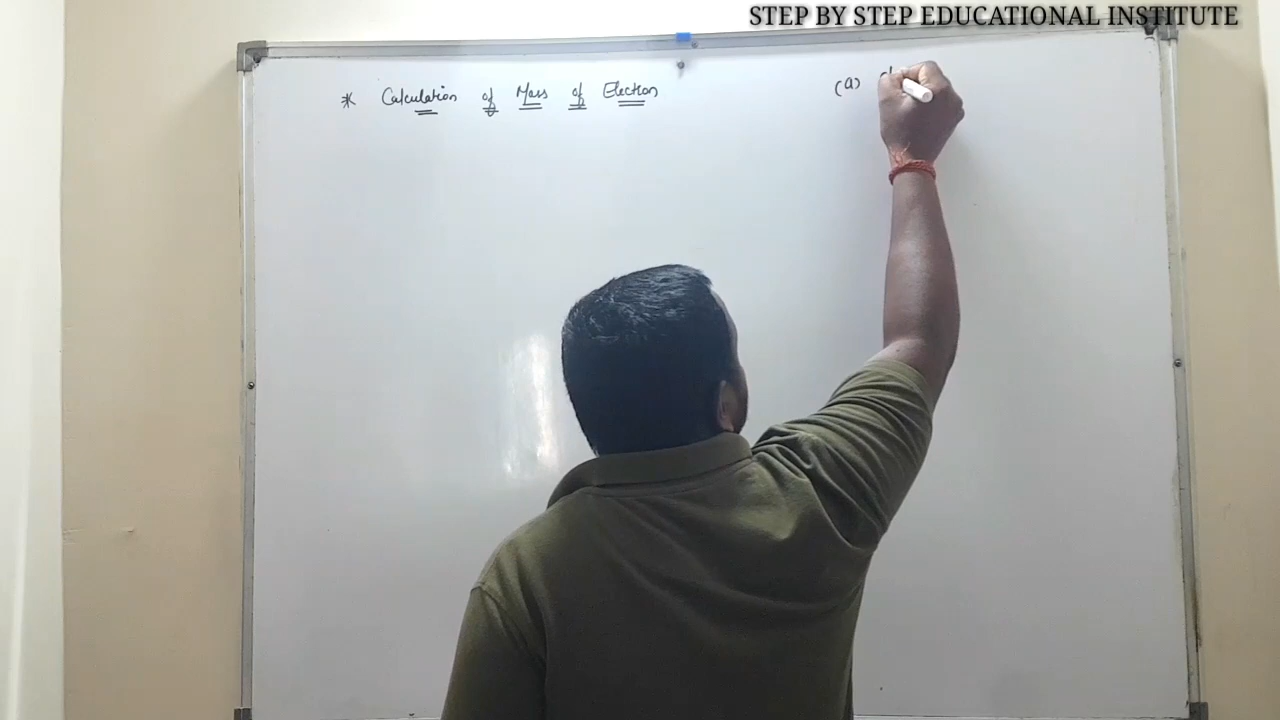 STEP BY STEP EDUCATIONAL INSTITUTE
* Calculation of Mass of Electron
(a)